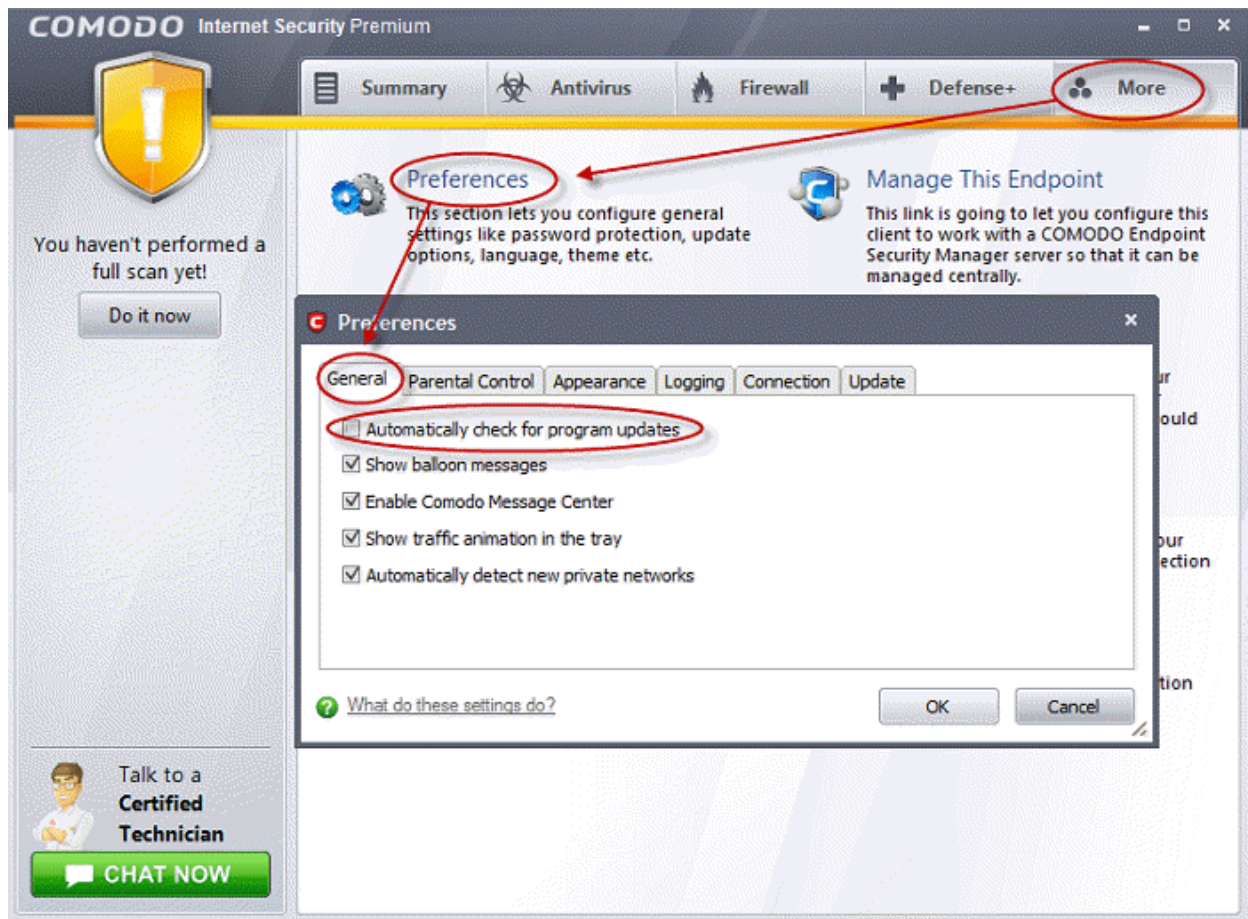 COMODO Internet Security Premium
Summary
Antivirus
Firewall
Defense+
More
You haven't performed a
full scan yet!
Do it now
Preferences
This section lets you configure general
settings like password protection, update
options, language, theme etc.
Manage This Endpoint
This link is going to let you configure this
client to work with a COMODO Endpoint
Security Manager server so that it can be
managed centrally.
Preferences
General
Parental Control
Appearance
Logging
Connection
Update
Automatically check for program updates
Show balloon messages
Enable Comodo Message Center
Show traffic animation in the tray
Automatically detect new private networks
What do these settings do?
OK
Cancel
Talk to a
Certified
Technician
CHAT NOW